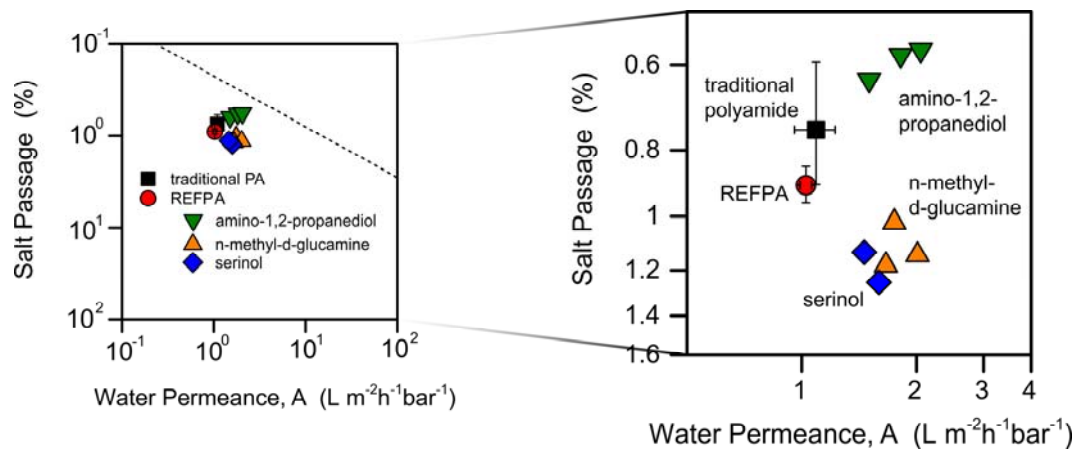 10⁻¹
10⁰
10¹
10²
Salt Passage (%)
traditional PA
REFPA
amino-1,2-propanediol
n-methyl-d-glucamine
serinol
10⁻¹
10⁰
10¹
10²
Water Permeance, A (L m⁻²h⁻¹bar⁻¹)
0.6
0.8
1
1.2
1.4
1.6
Salt Passage (%)
traditional
polyamide
amino-1,2-
propanediol
REFPA
n-methyl-
d-glucamine
serinol
1
2
3
4
Water Permeance, A (L m⁻²h⁻¹bar⁻¹)